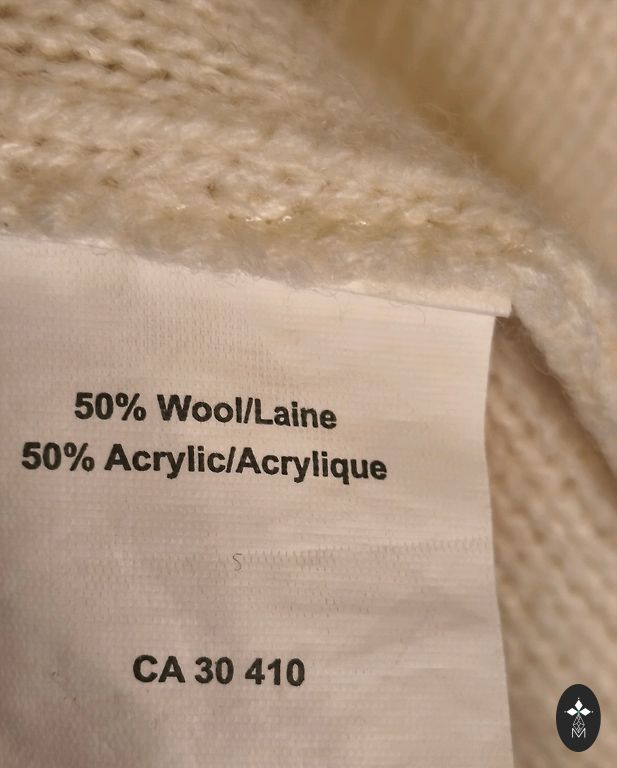 50% Wool/Laine
50% Acrylic/Acrylique
CA 30 410
M